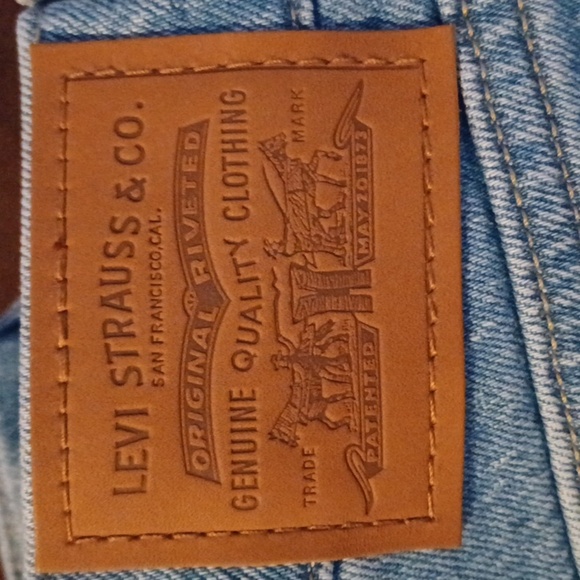 LEVI STRAUSS & CO.
SAN FRANCISCO, CAL.
ORIGINAL RIVETED
GENUINE QUALITY CLOTHING
TRADE MARK
PATENTED MAY 20 1873